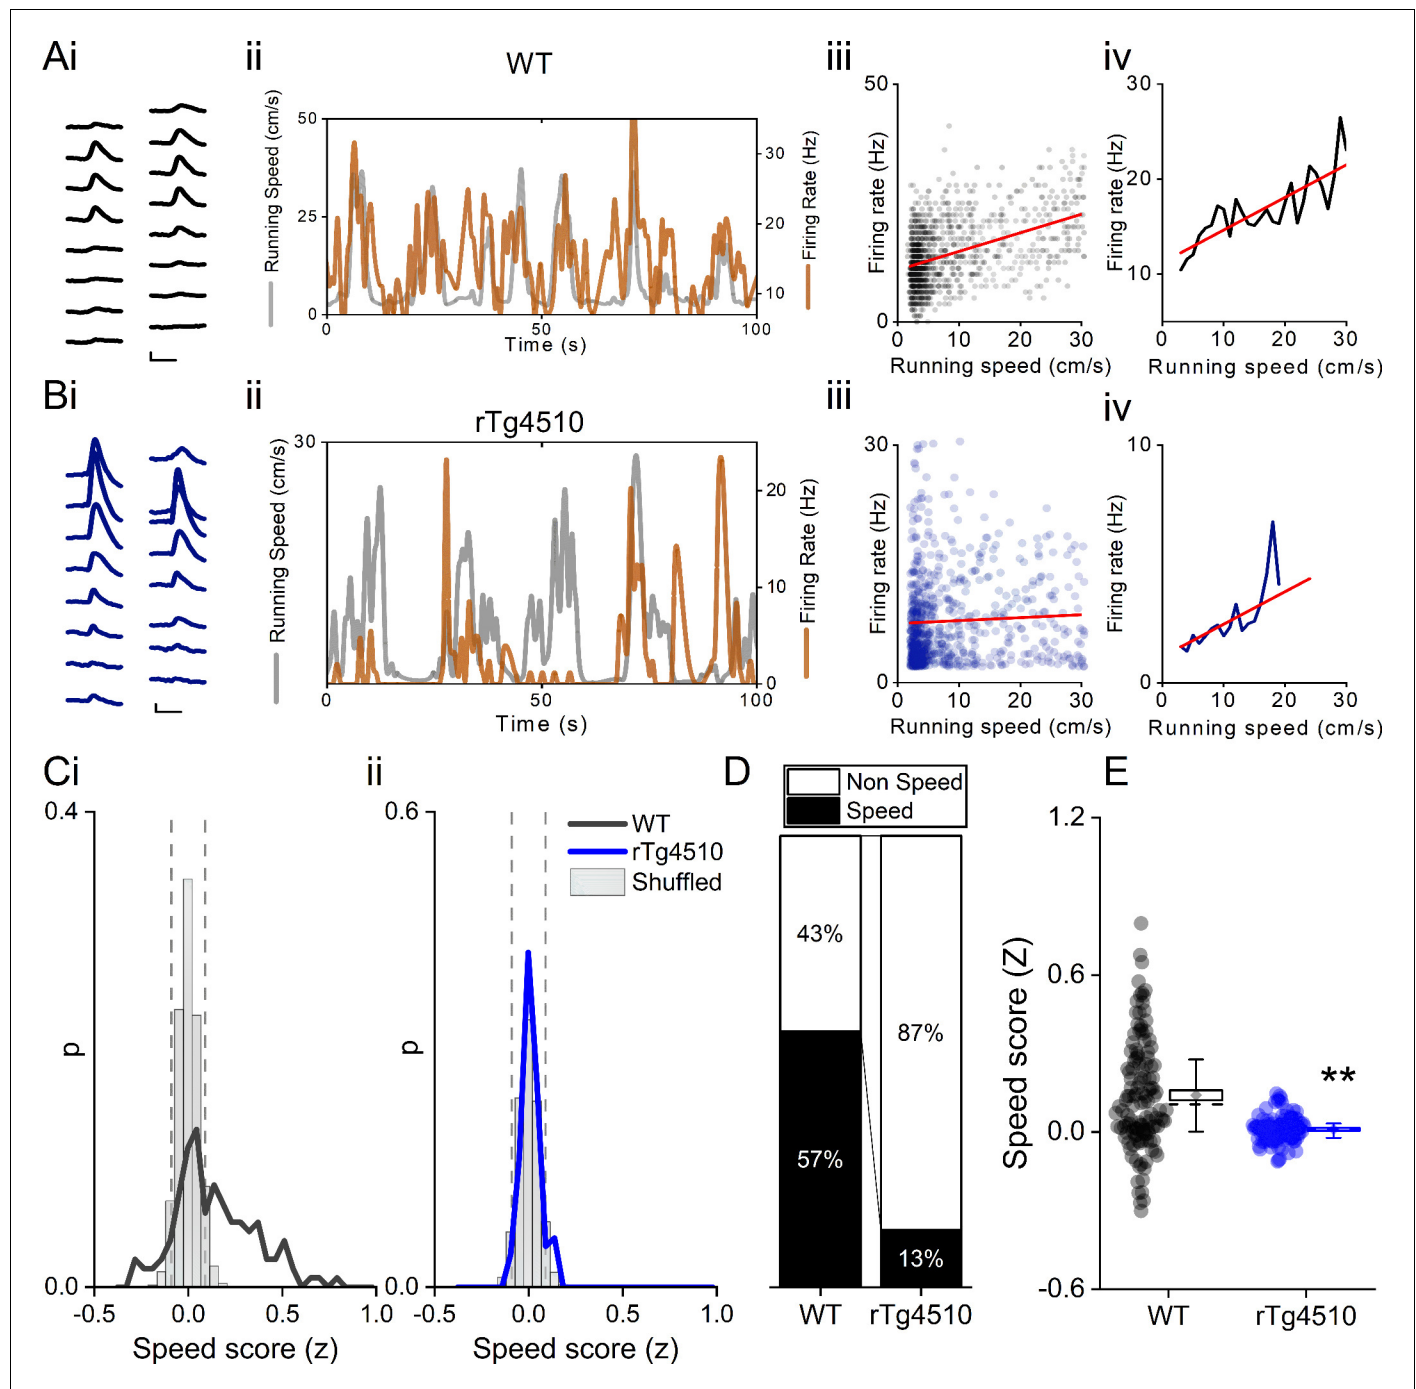 Ai
ii
WT
iii
iv
Running Speed (cm/s)
50
25
0
0
50
100
Time (s)
30
20
10
Firing Rate (Hz)
Firing rate (Hz)
50
0
0
10
20
30
Running speed (cm/s)
Firing rate (Hz)
30
20
10
0
10
20
30
Running speed (cm/s)
Bi
ii
rTg4510
iii
iv
Running Speed (cm/s)
30
0
0
50
100
Time (s)
20
10
0
Firing Rate (Hz)
Firing rate (Hz)
30
0
0
10
20
30
Running speed (cm/s)
Firing rate (Hz)
10
0
0
10
20
30
Running speed (cm/s)
Ci
0.4
p
0.0
-0.5
0.0
0.5
1.0
Speed score (z)
ii
0.6
p
0.0
-0.5
0.0
0.5
1.0
Speed score (z)
WT
rTg4510
Shuffled
D
Non Speed
Speed
43%
57%
87%
13%
WT
rTg4510
E
Speed score (Z)
1.2
0.6
0.0
-0.6
**
WT
rTg4510